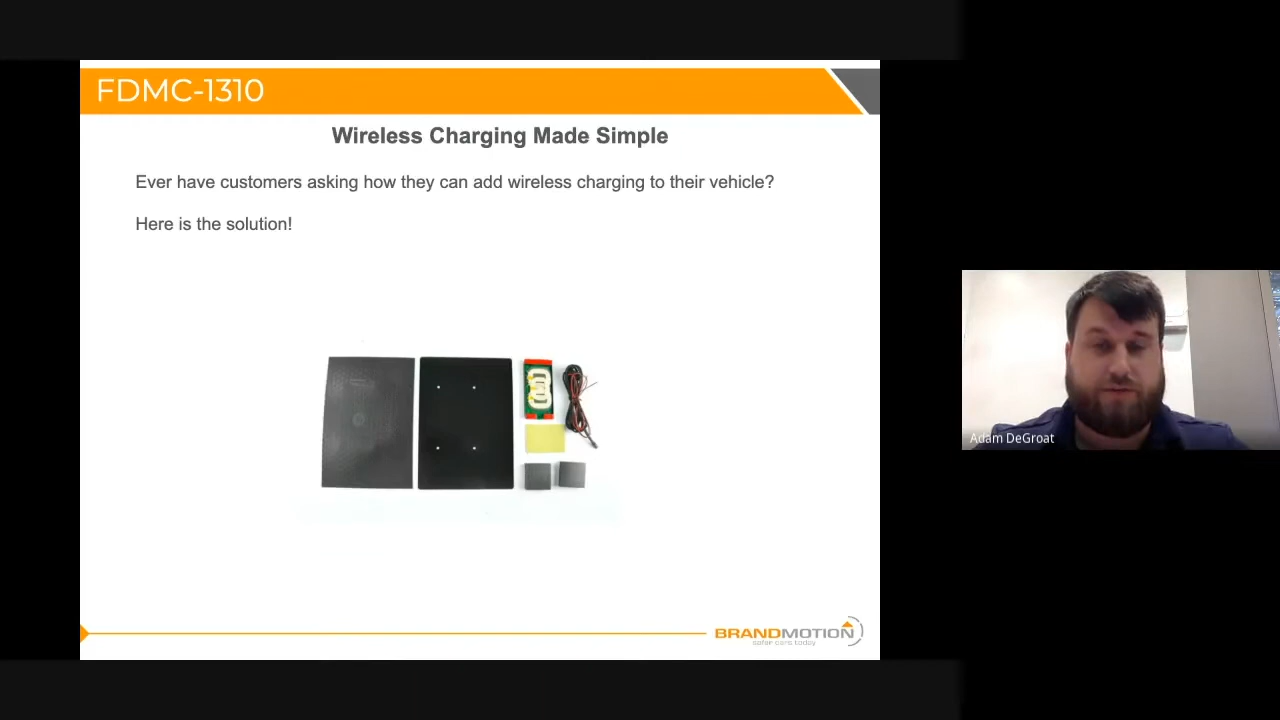 FDMC-1310
Wireless Charging Made Simple
Ever have customers asking how they can add wireless charging to their vehicle?
Here is the solution!
Adam DeGroat
BRANDMOTION
safer cars today